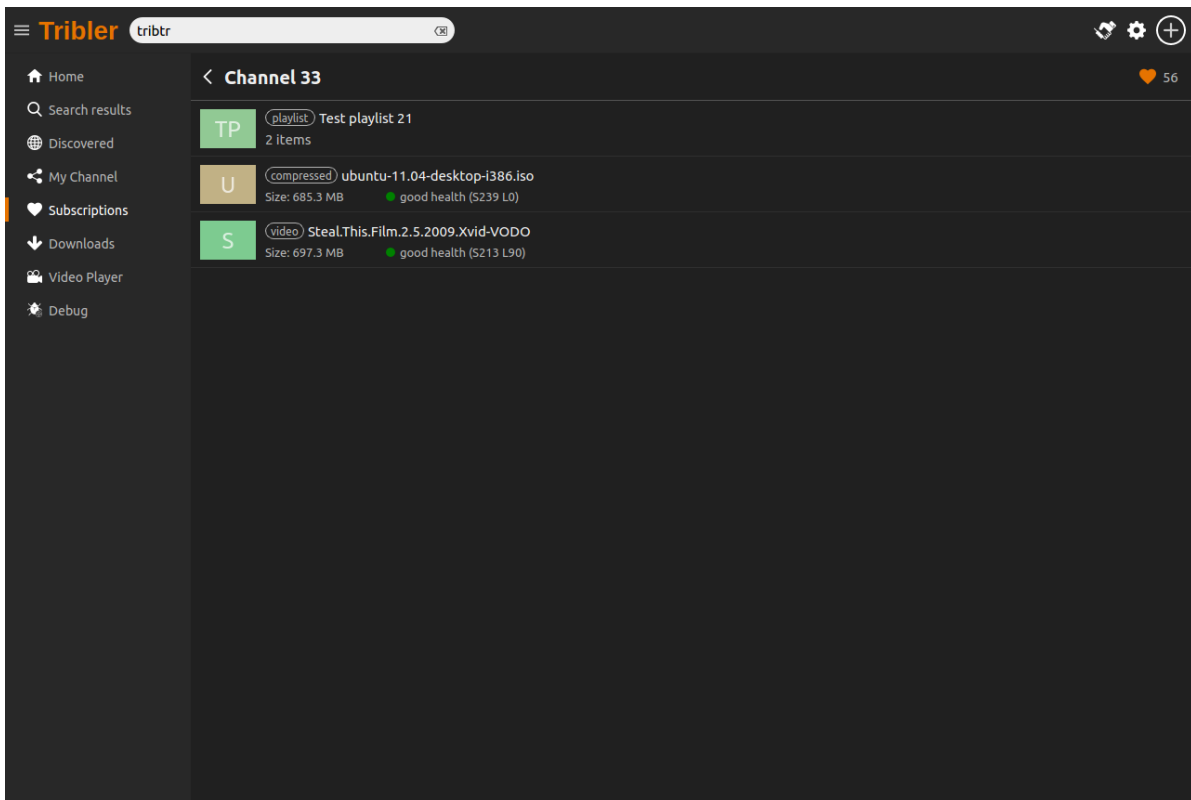 Tribler tribtr
Home
Search results
Discovered
My Channel
Subscriptions
Downloads
Video Player
Debug
Channel 33 56
TP playlist Test playlist 21
2 items
U compressed ubuntu-11.04-desktop-i386.iso
Size: 685.3 MB good health (S239 L0)
S video Steal.This.Film.2.5.2009.Xvid-VODO
Size: 697.3 MB good health (S213 L90)